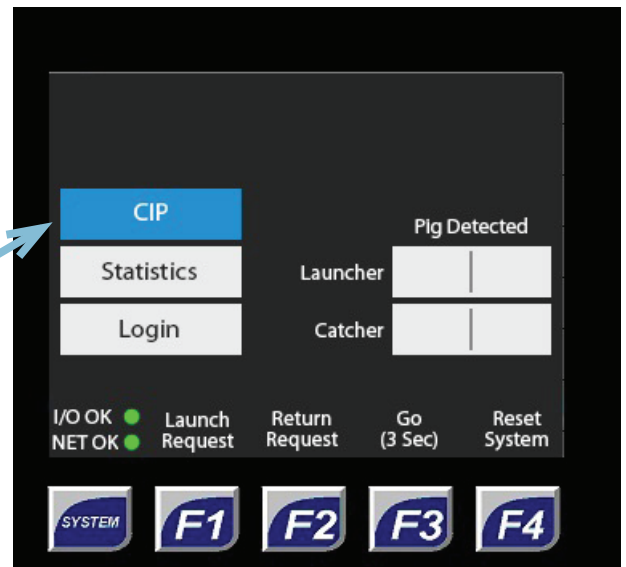 CIP
Pig Detected
Statistics
Launcher
Login
Catcher
I/O OK
NET OK
Launch
Request
Return
Request
Go
(3 Sec)
Reset
System
SYSTEM
F1
F2
F3
F4